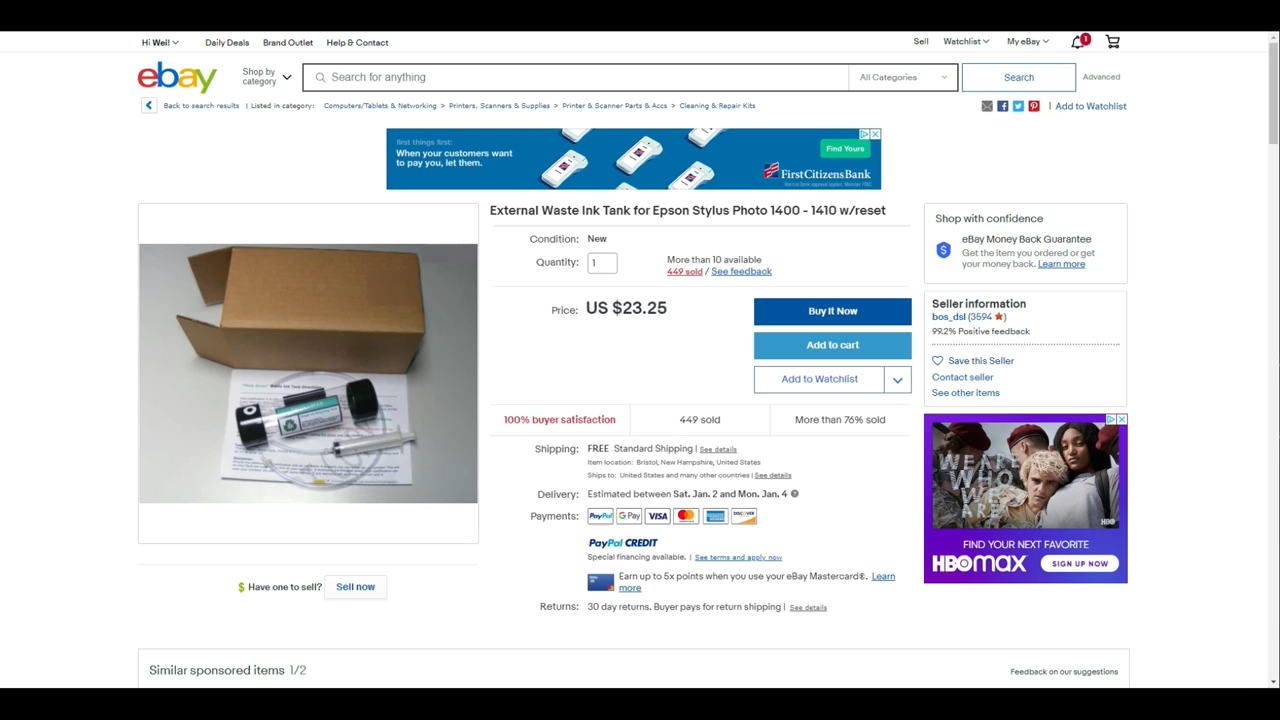 Hi Wei!
Daily Deals
Brand Outlet
Help & Contact
Sell
Watchlist
My eBay
1
ebay
Shop by
category
Search for anything
All Categories
Search
Advanced
Back to search results
Listed in category:
Computers/Tablets & Networking > Printers, Scanners & Supplies > Printer & Scanner Parts & Accs > Cleaning & Repair Kits
Add to Watchlist
first things first:
When your customers want
to pay you, let them.
Find Yours
First Citizens Bank
External Waste Ink Tank for Epson Stylus Photo 1400 - 1410 w/reset
Condition: New
Quantity: 1
More than 10 available
449 sold / See feedback
Price: US $23.25
Buy It Now
Add to cart
Add to Watchlist
100% buyer satisfaction
449 sold
More than 76% sold
Shipping: FREE Standard Shipping | See details
Item location: Bristol, New Hampshire, United States
Ships to: United States and many other countries | See details
Delivery: Estimated between Sat. Jan. 2 and Mon. Jan. 4
Payments: PayPal G Pay VISA MasterCard DISCOVER
PayPal CREDIT
Special financing available. | See terms and apply now
Earn up to 5x points when you use your eBay Mastercard®. Learn
more
Returns: 30 day returns. Buyer pays for return shipping | See details
Shop with confidence
eBay Money Back Guarantee
Get the item you ordered or get
your money back. Learn more
Seller information
bos_dsl (3594)
99.2% Positive feedback
Save this Seller
Contact seller
See other items
WE ARE
WHO
WE
ARE
HBO
FIND YOUR NEXT FAVORITE
HBOmax
SIGN UP NOW
Have one to sell? Sell now
Similar sponsored items 1/2
Feedback on our suggestions